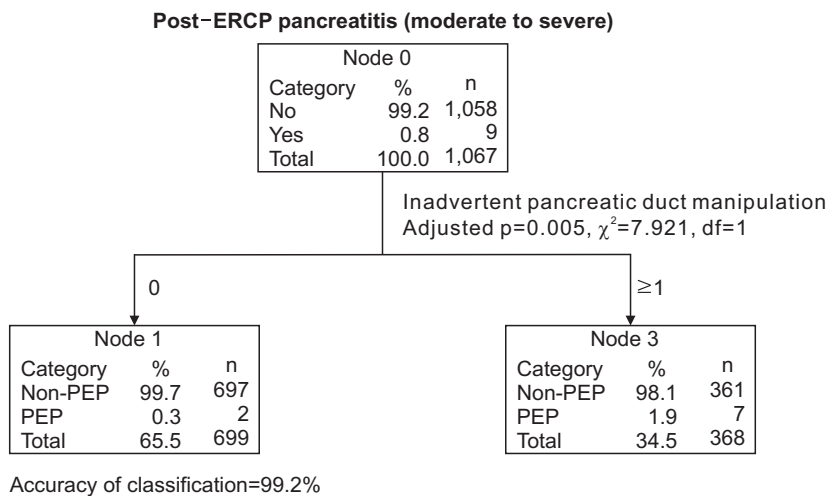 Post-ERCP pancreatitis (moderate to severe)
Node 0
Category % n
No 99.2 1,058
Yes 0.8 9
Total 100.0 1,067
Inadvertent pancreatic duct manipulation
Adjusted p=0.005, χ²=7.921, df=1
0
≥1
Node 1
Category % n
Non-PEP 99.7 697
PEP 0.3 2
Total 65.5 699
Node 3
Category % n
Non-PEP 98.1 361
PEP 1.9 7
Total 34.5 368
Accuracy of classification=99.2%